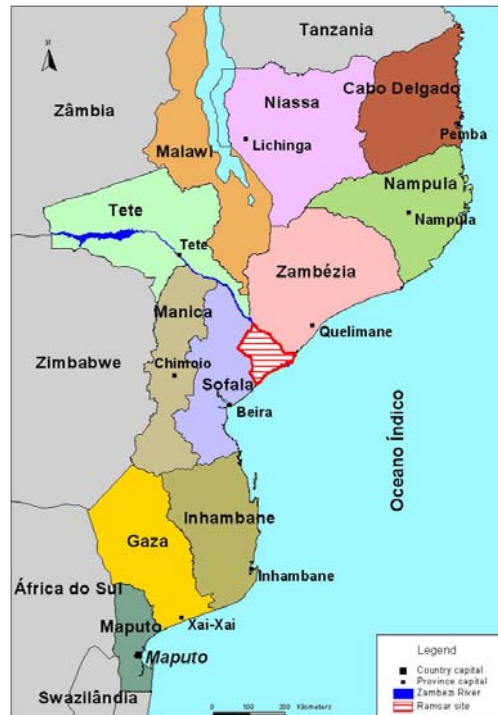 Tanzania
N
Cabo Delgado
Niassa
Zâmbia
Pemba
Lichinga
Malawi
Nampula
Nampula
Tete
Tete
Zambézia
Manica
Quelimane
Zimbabwe
Chimoio
Sofala
Beira
Oceano Índico
Inhambane
Gaza
Inhambane
África do Sul
Xai-Xai
Maputo
Maputo
Swazilândia
Legend
Country capital
Province capital
Zambezi River
Ramsar site
100 0 100 200 Kilometers